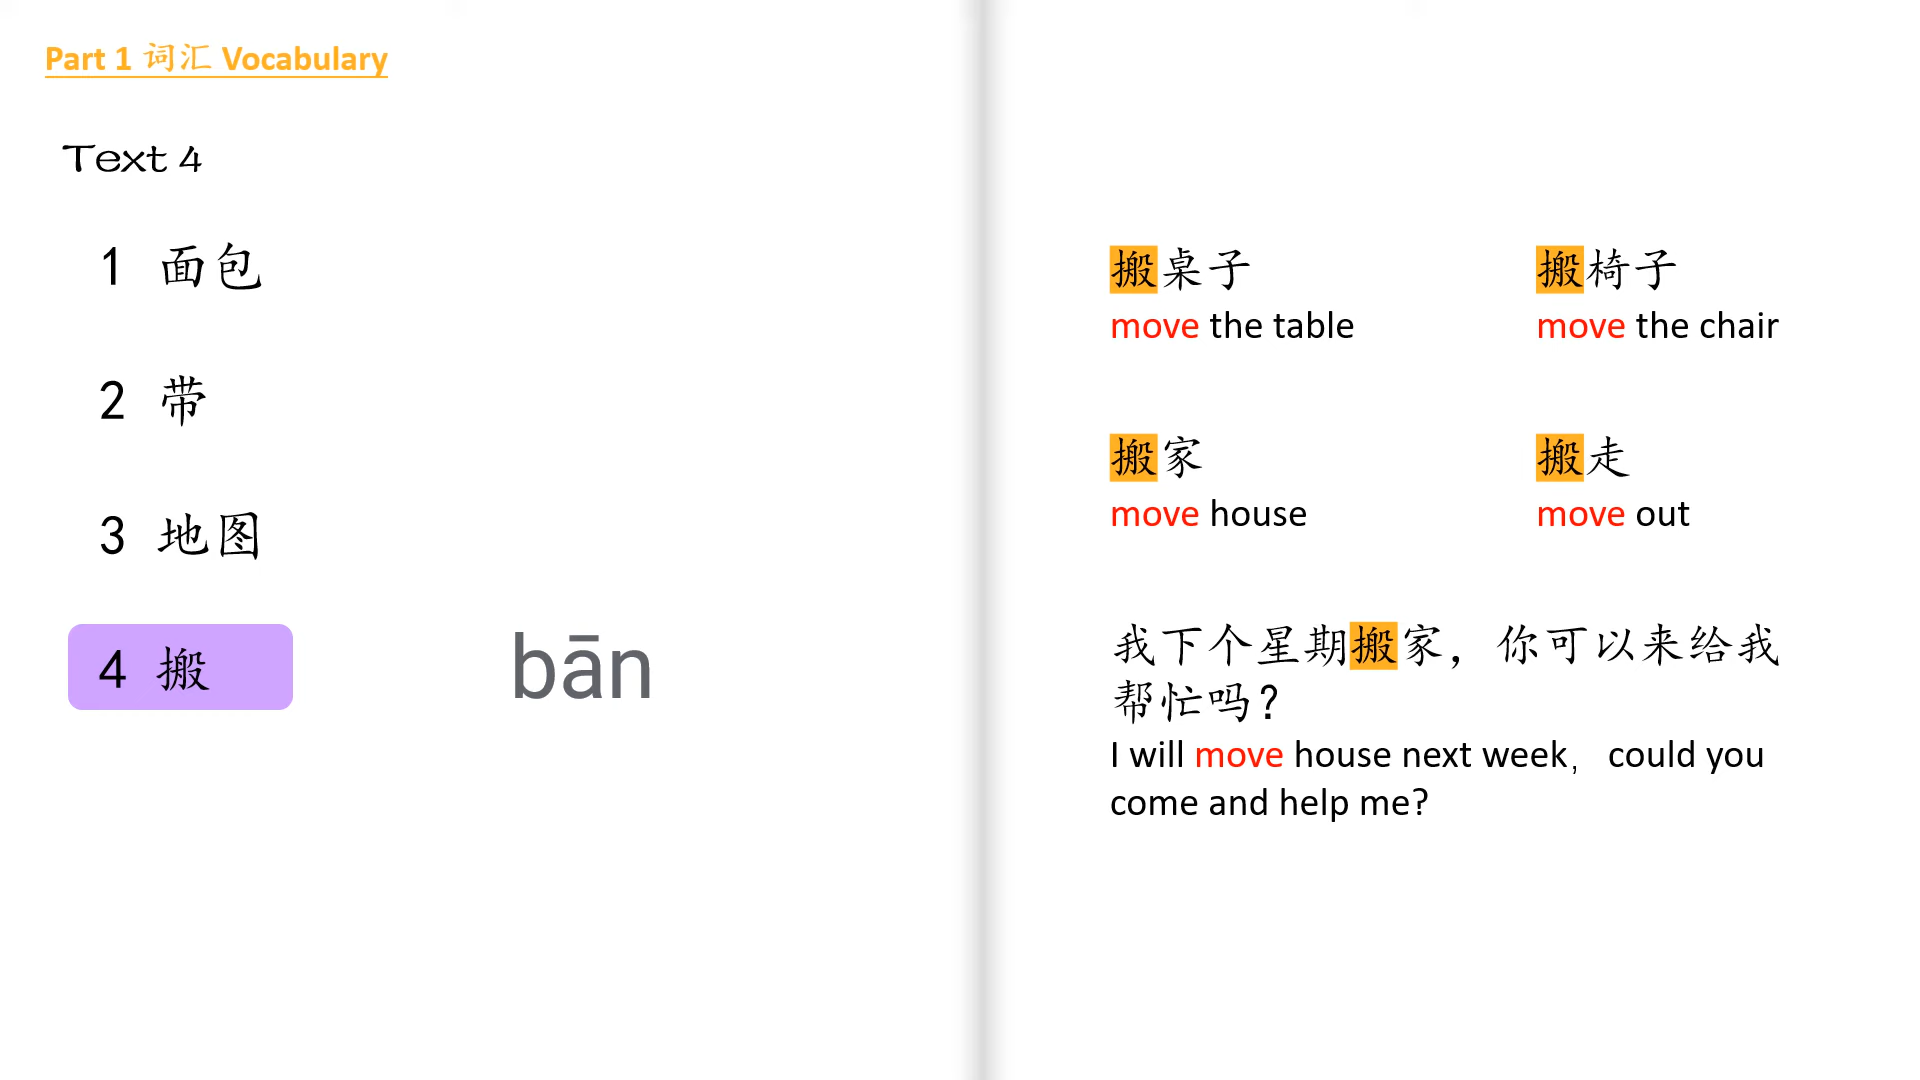 Part 1 词汇 Vocabulary
Text 4
1 面包
2 带
3 地图
4 搬
bān
搬桌子
move the table
搬椅子
move the chair
搬家
move house
搬走
move out
我下个星期搬家，你可以来给我
帮忙吗？
I will move house next week， could you
come and help me?